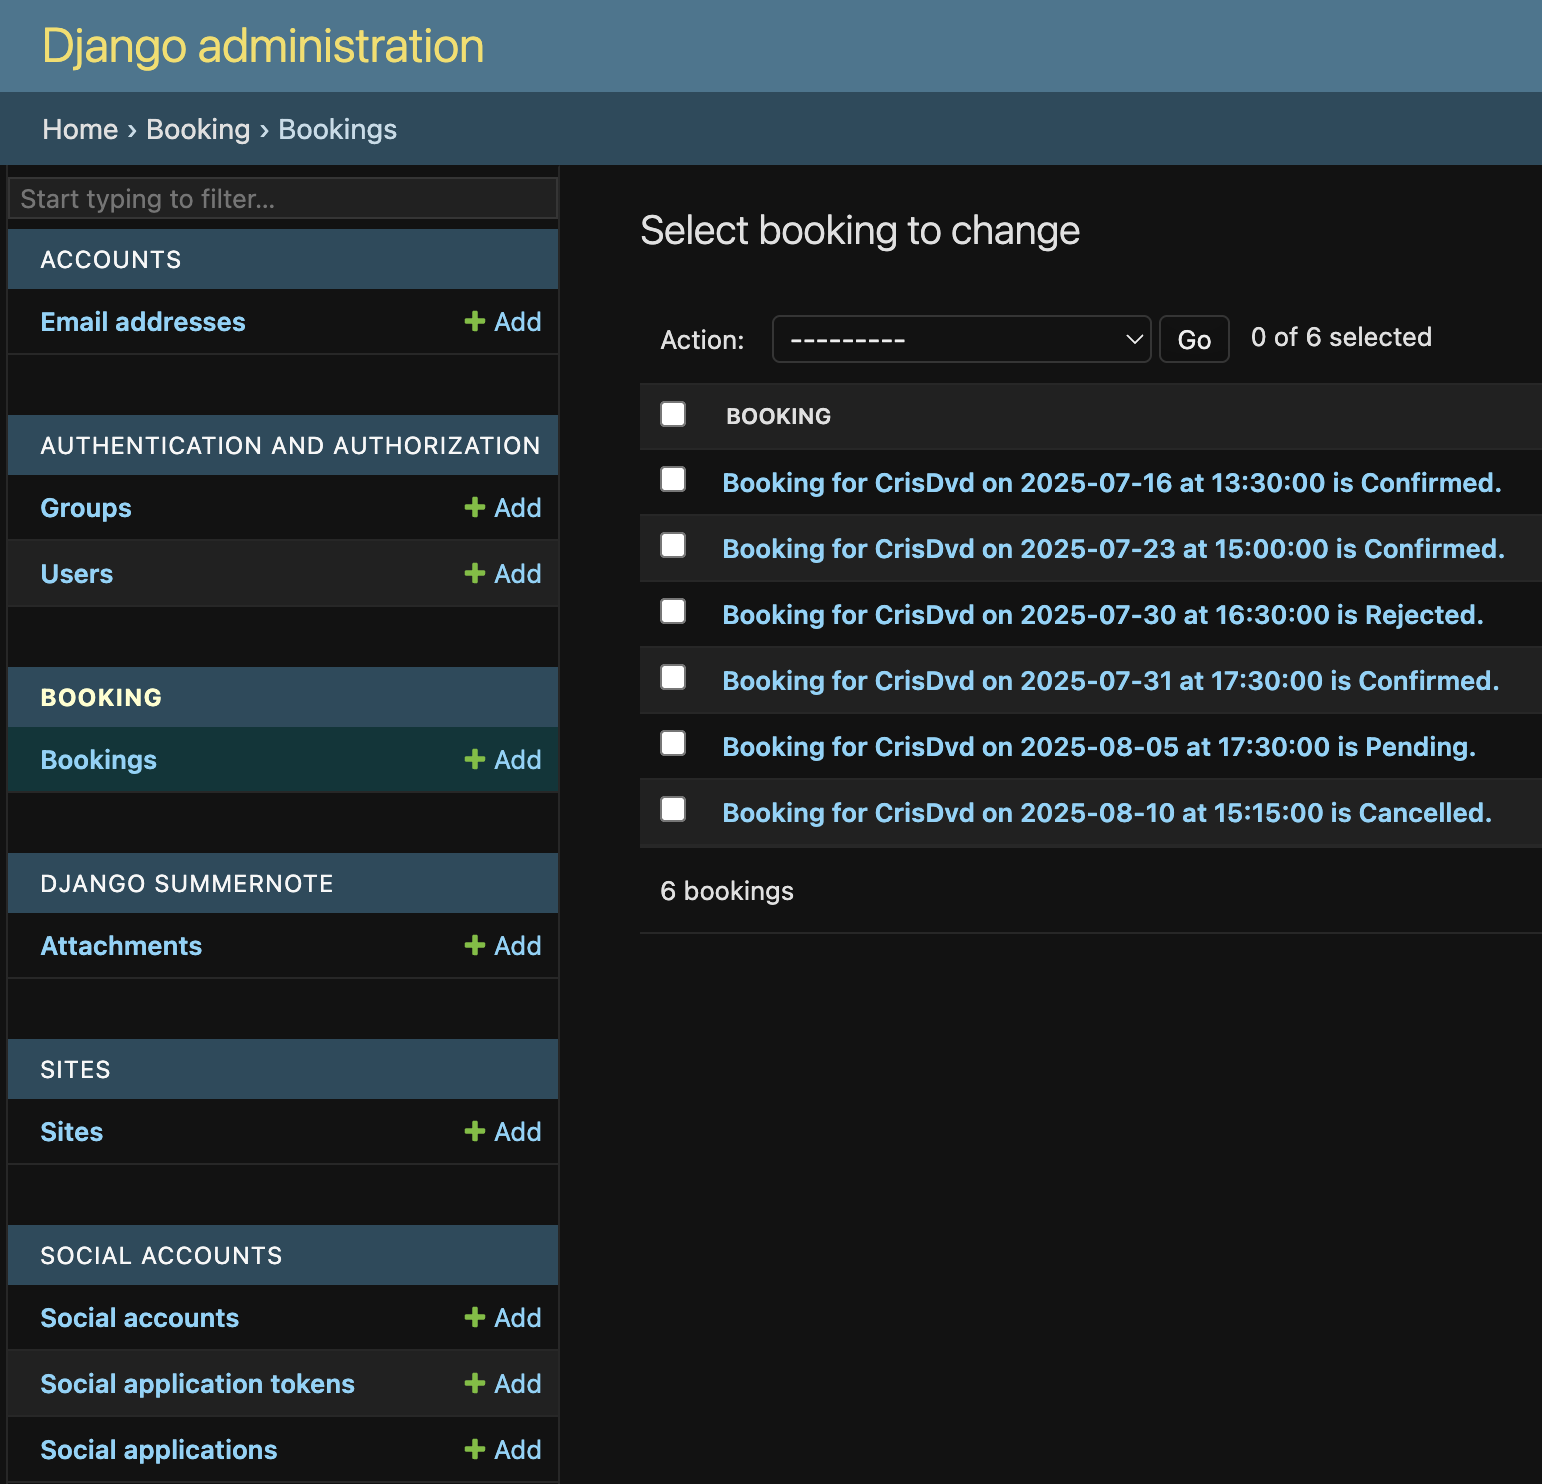 Django administration
Home › Booking › Bookings
Start typing to filter...
ACCOUNTS
Email addresses Add
AUTHENTICATION AND AUTHORIZATION
Groups Add
Users Add
BOOKING
Bookings Add
DJANGO SUMMERNOTE
Attachments Add
SITES
Sites Add
SOCIAL ACCOUNTS
Social accounts Add
Social application tokens Add
Social applications Add
Select booking to change
Action: --------- Go 0 of 6 selected
BOOKING
Booking for CrisDvd on 2025-07-16 at 13:30:00 is Confirmed.
Booking for CrisDvd on 2025-07-23 at 15:00:00 is Confirmed.
Booking for CrisDvd on 2025-07-30 at 16:30:00 is Rejected.
Booking for CrisDvd on 2025-07-31 at 17:30:00 is Confirmed.
Booking for CrisDvd on 2025-08-05 at 17:30:00 is Pending.
Booking for CrisDvd on 2025-08-10 at 15:15:00 is Cancelled.
6 bookings